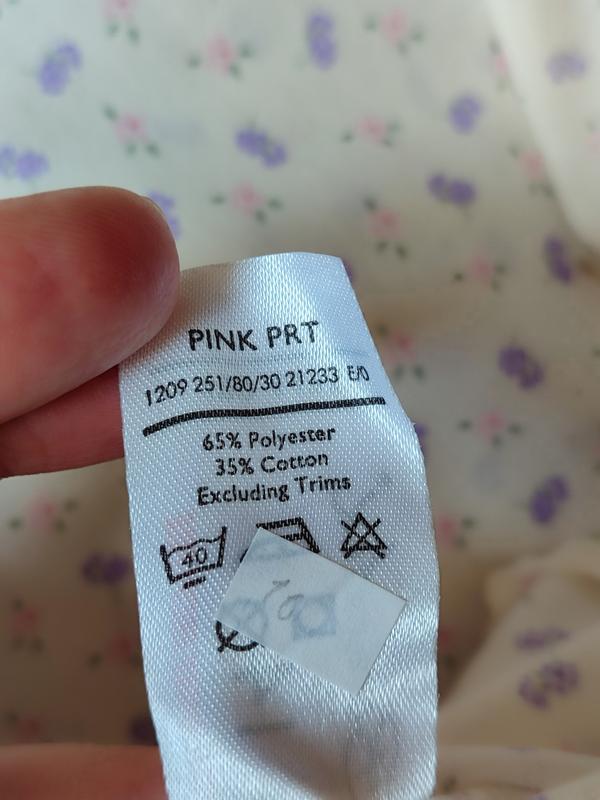 PINK PRT
1209 251/80/30 21233 E/0
65% Polyester
35% Cotton
Excluding Trims
40